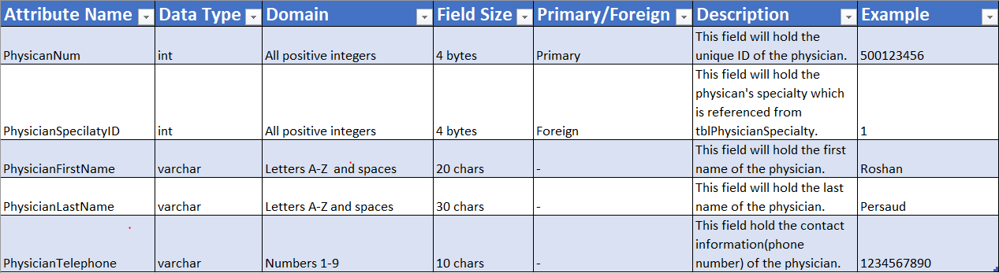 Attribute Name Data Type Domain Field Size Primary/Foreign Description Example
This field will hold the
PhysicanNum int All positive integers 4 bytes Primary unique ID of the physician. 500123456
This field will hold the
physican's specialty which
is referenced from
PhysicianSpecilatyID int All positive integers 4 bytes Foreign tblPhysicianSpecialty. 1
This field will hold the first
PhysicianFirstName varchar Letters A-Z and spaces 20 chars - name of the physician. Roshan
This field will hold the last
PhysicianLastName varchar Letters A-Z and spaces 30 chars - name of the physician. Persaud
This field hold the contact
information(phone
PhysicianTelephone varchar Numbers 1-9 10 chars - number) of the physician. 1234567890